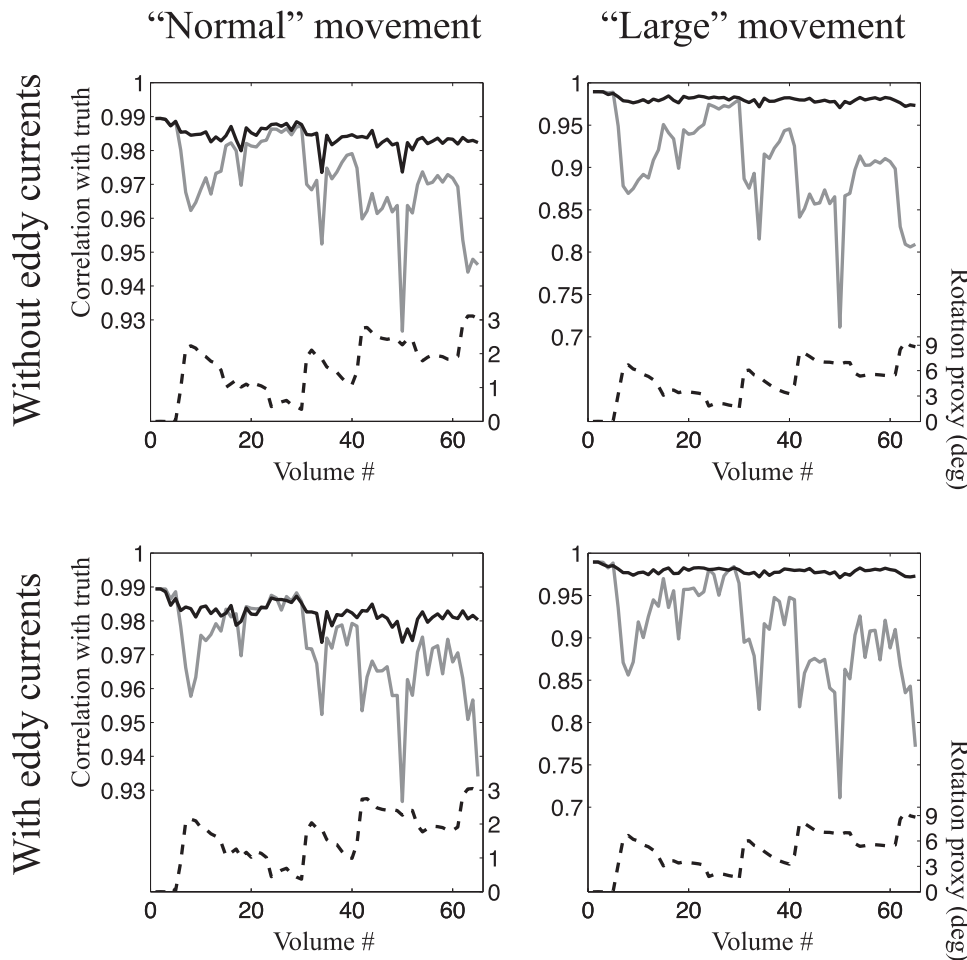 “Normal” movement
“Large” movement
Without eddy currents
Correlation with truth
1
0.99
0.98
0.97
0.96
0.95
0.94
0.93
3
2
1
0
0 20 40 60
Volume #
1
0.95
0.9
0.85
0.8
0.75
0.7
9
6
3
0
0 20 40 60
Volume #
Rotation proxy (deg)
With eddy currents
Correlation with truth
1
0.99
0.98
0.97
0.96
0.95
0.94
0.93
3
2
1
0
0 20 40 60
Volume #
1
0.95
0.9
0.85
0.8
0.75
0.7
9
6
3
0
0 20 40 60
Volume #
Rotation proxy (deg)